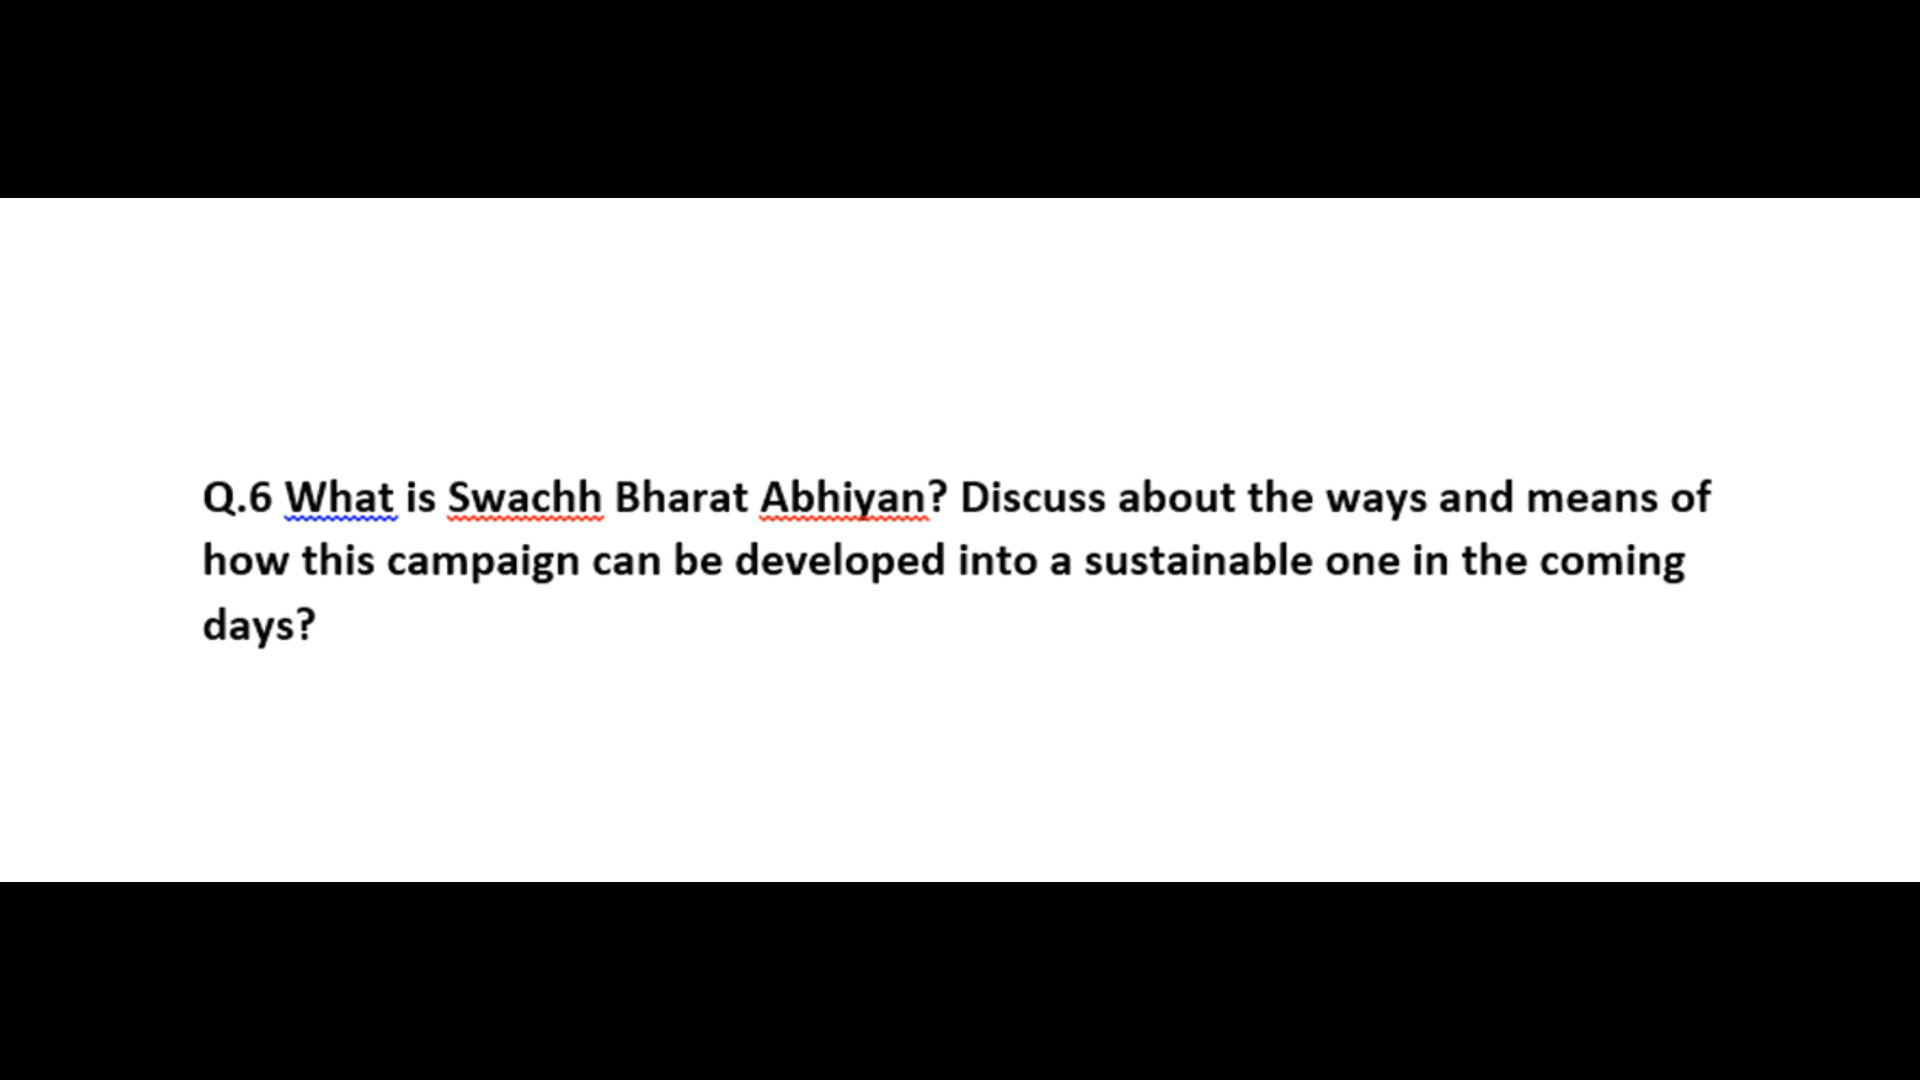 Q.6 What is Swachh Bharat Abhiyan? Discuss about the ways and means of
how this campaign can be developed into a sustainable one in the coming
days?